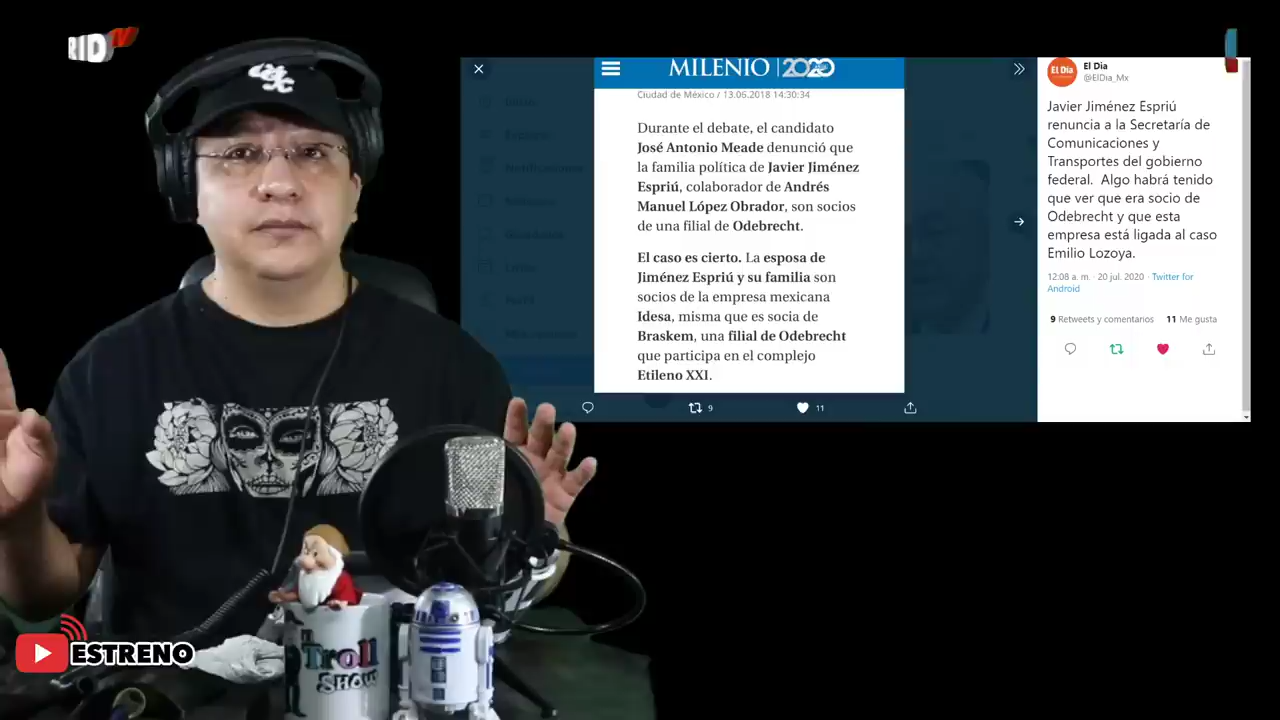 RID TV
MILENIO | 2020
Ciudad de México / 13.06.2018 14:30:34
Durante el debate, el candidato
José Antonio Meade denunció que
la familia política de Javier Jiménez
Espriú, colaborador de Andrés
Manuel López Obrador, son socios
de una filial de Odebrecht.
El caso es cierto. La esposa de
Jiménez Espriú y su familia son
socios de la empresa mexicana
Idesa, misma que es socia de
Braskem, una filial de Odebrecht
que participa en el complejo
Etileno XXI.
9
11
El Día
El Dia
@ElDia_Mx
Javier Jiménez Espriú
renuncia a la Secretaría de
Comunicaciones y
Transportes del gobierno
federal. Algo habrá tenido
que ver que era socio de
Odebrecht y que esta
empresa está ligada al caso
Emilio Lozoya.
12:08 a. m. · 20 jul. 2020 · Twitter for
Android
9 Retweets y comentarios 11 Me gusta
Troll
SHOW
ESTRENO